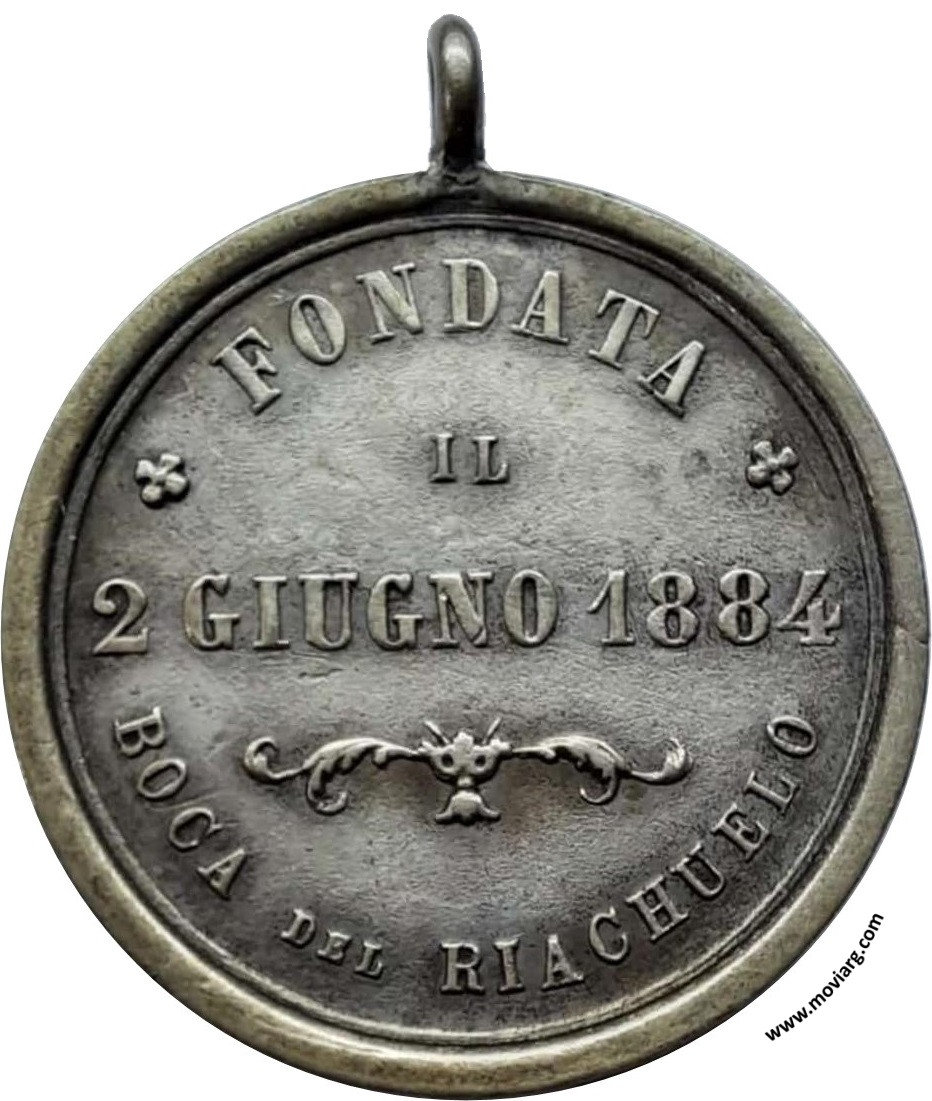 FONDATA
IL
2 GIUGNO 1884
BOCA DEL RIACHUELO
www.moviarg.com